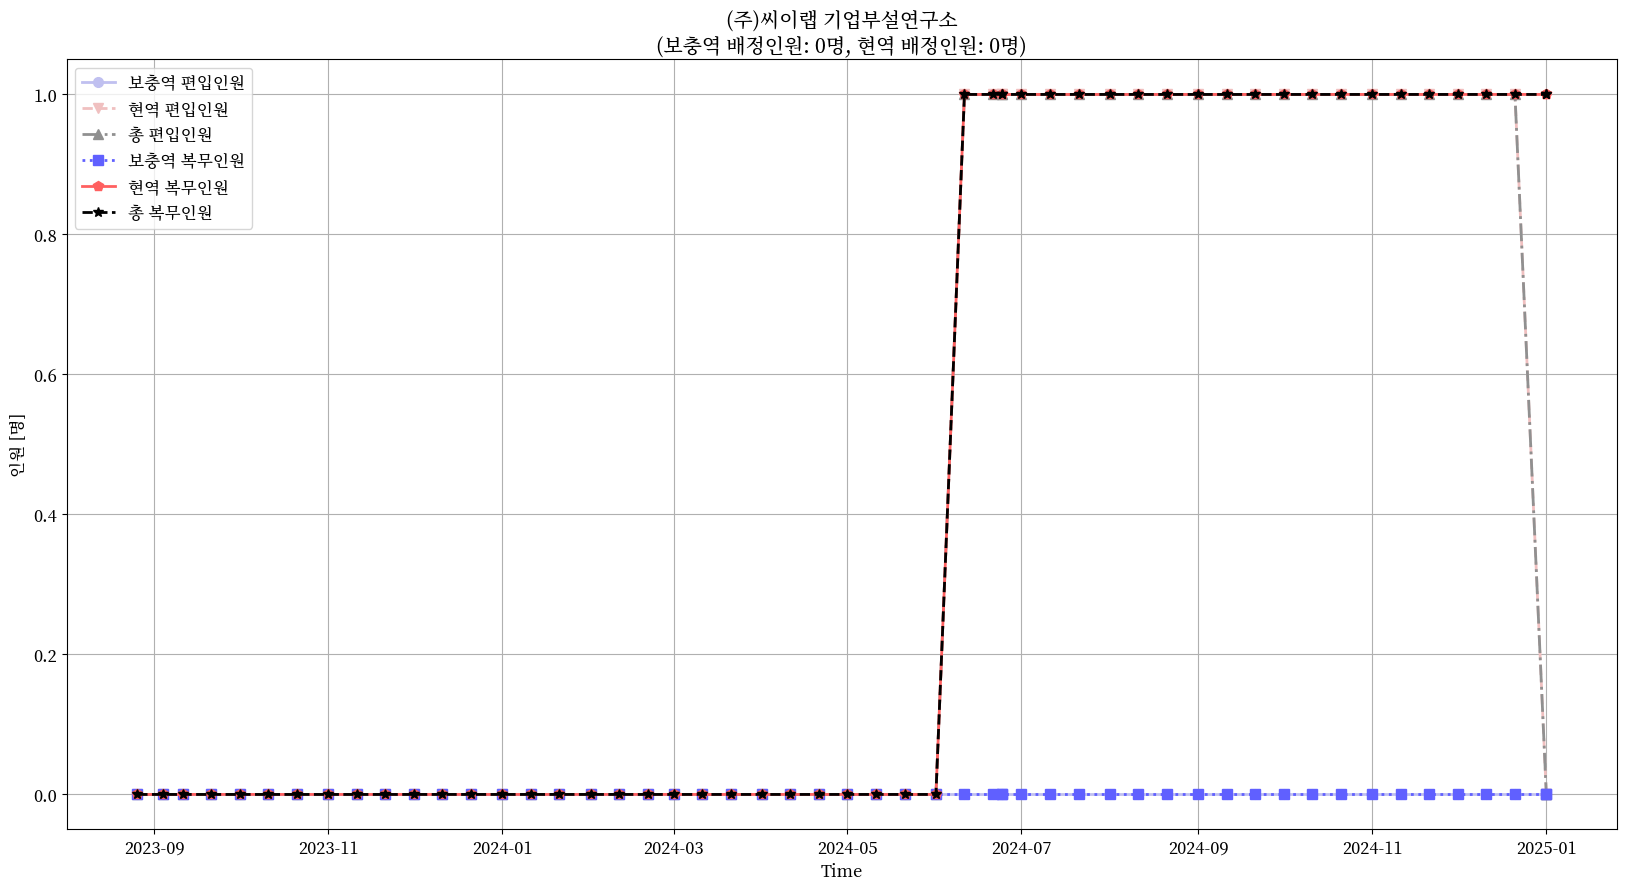 (주)씨이랩 기업부설연구소
(보충역 배정인원: 0명, 현역 배정인원: 0명)
보충역 편입인원
현역 편입인원
총 편입인원
보충역 복무인원
현역 복무인원
총 복무인원
1.0
0.8
0.6
0.4
0.2
0.0
인원 [명]
2023-09
2023-11
2024-01
2024-03
2024-05
2024-07
2024-09
2024-11
2025-01
Time